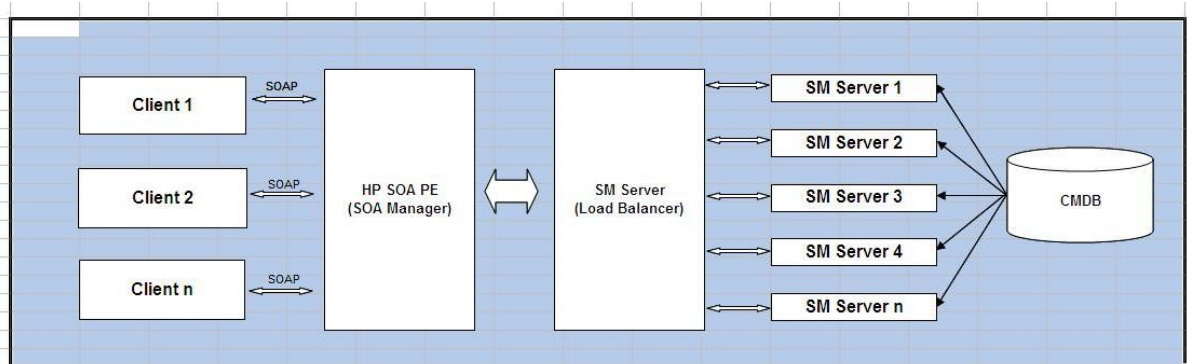 Client 1
SOAP
Client 2
SOAP
Client n
SOAP
HP SOA PE
(SOA Manager)
SM Server
(Load Balancer)
SM Server 1
SM Server 2
SM Server 3
SM Server 4
SM Server n
CMDB